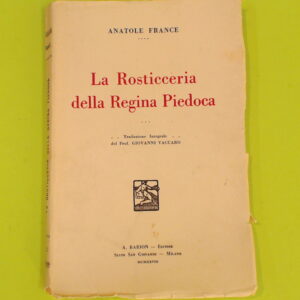 ANATOLE FRANCE
La Rosticceria
della Regina Piedoca
Traduzione Integrale
del Prof. GIOVANNI VACCARO
A. BARION — Editore
Sesto San Giovanni — Milano